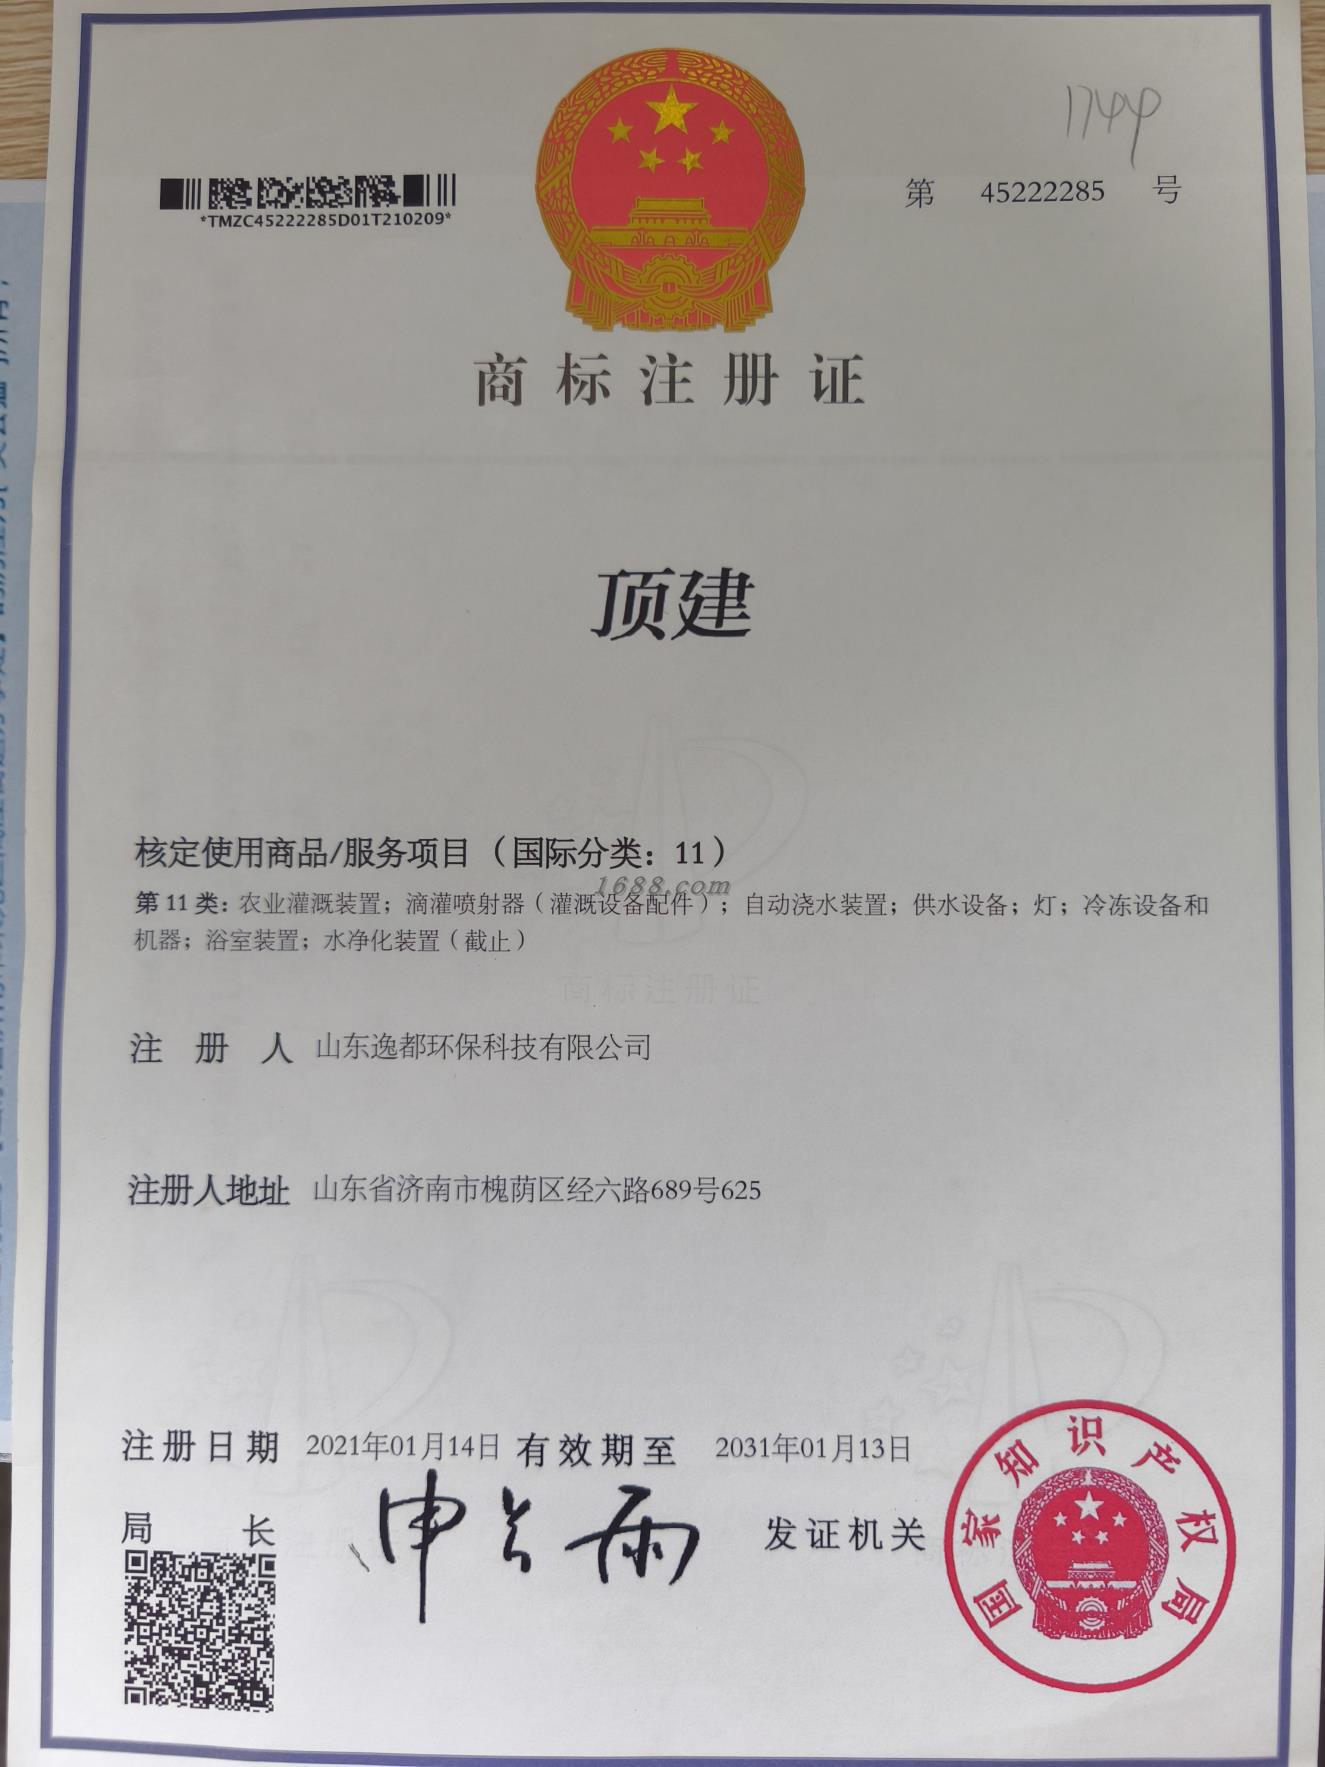 1744
*TMZC45222285D01T210209*
第 45222285 号
商标注册证
顶建
核定使用商品/服务项目（国际分类：11）
1688.com
第11类：农业灌溉装置；滴灌喷射器（灌溉设备配件）；自动浇水装置；供水设备；灯；冷冻设备和
机器；浴室装置；水净化装置（截止）
商标注册证
注册人 山东逸都环保科技有限公司
注册人地址 山东省济南市槐荫区经六路689号625
注册日期 2021年01月14日 有效期至 2031年01月13日
局长 申长雨 发证机关
国家知识产权局